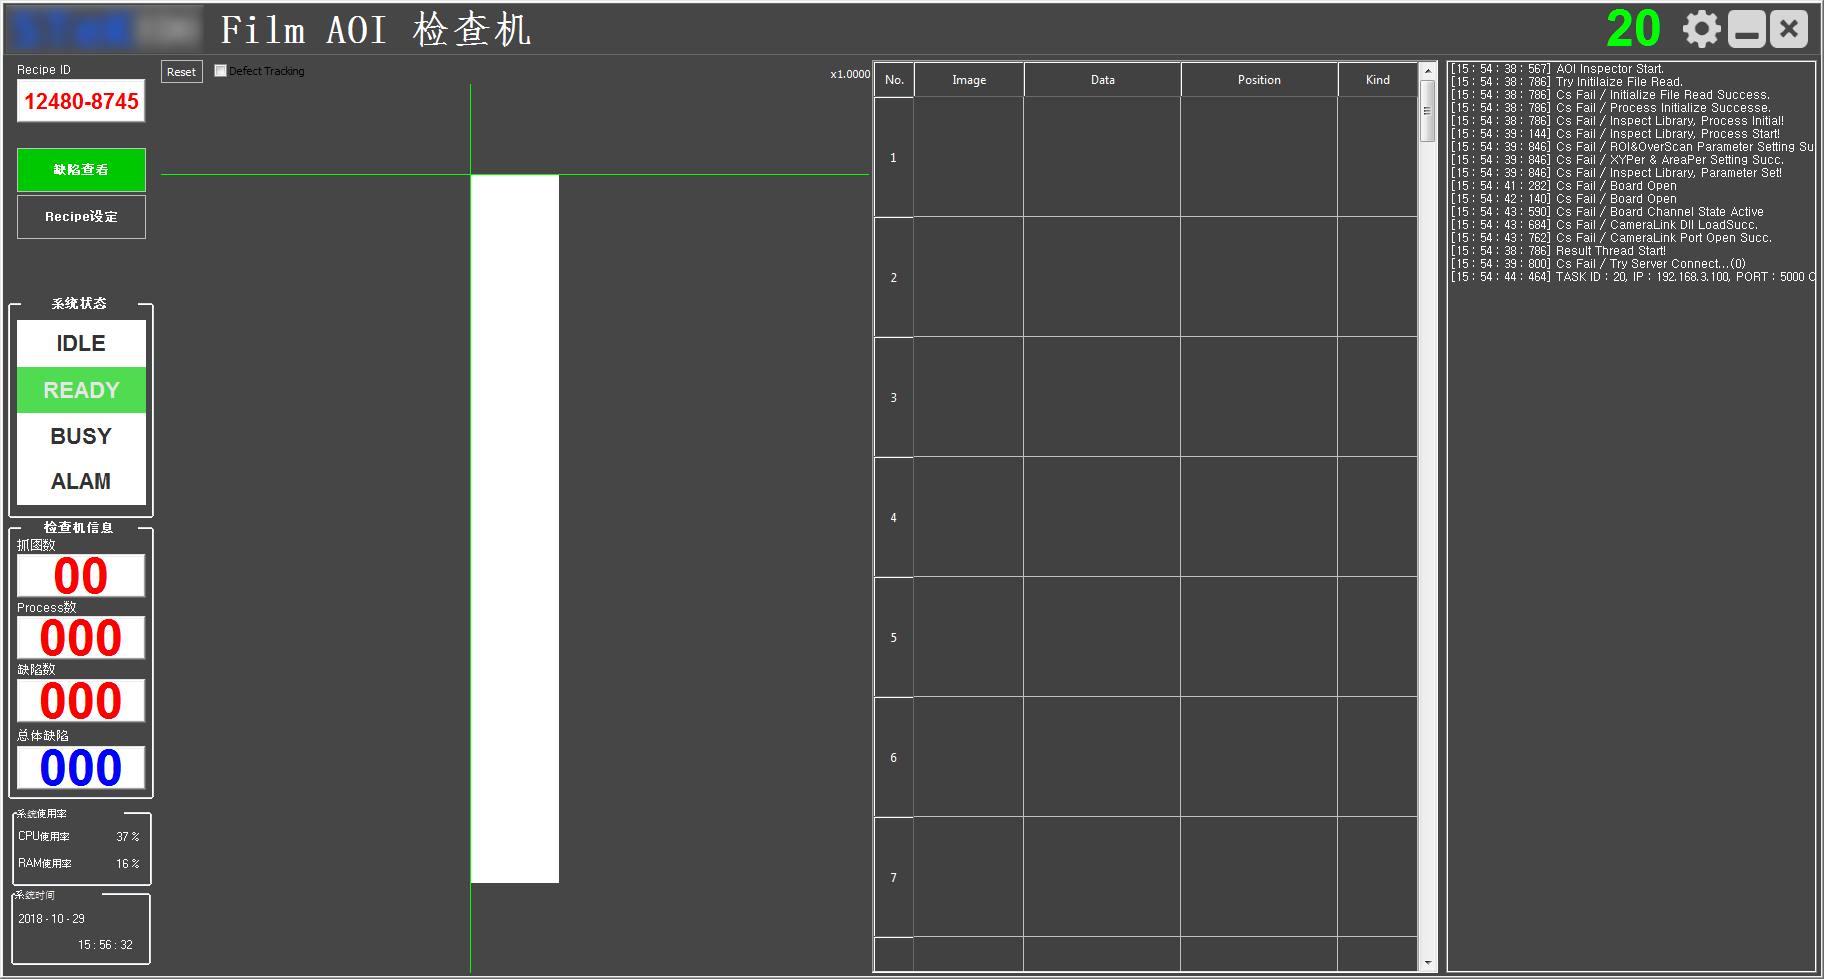 Film AOI 检查机
20
Recipe ID
12480-8745
缺陷查看
Recipe设定
系统状态
IDLE
READY
BUSY
ALAM
检查机信息
抓图数
00
Process数
000
缺陷数
000
总体缺陷
000
系统使用率
CPU使用率 37 %
RAM使用率 16 %
系统时间
2018 - 10 - 29
15 : 56 : 32
Reset
Defect Tracking
x1.0000
No. Image Data Position Kind
1
2
3
4
5
6
7
[15 : 54 : 38 : 567] AOI Inspector Start.
[15 : 54 : 38 : 786] Try Initilaize File Read.
[15 : 54 : 38 : 786] Cs Fail / Initialize File Read Success.
[15 : 54 : 38 : 786] Cs Fail / Process Initialize Successe.
[15 : 54 : 38 : 786] Cs Fail / Inspect Library, Process Initial!
[15 : 54 : 39 : 144] Cs Fail / Inspect Library, Process Start!
[15 : 54 : 39 : 846] Cs Fail / ROI&OverScan Parameter Setting Su
[15 : 54 : 39 : 846] Cs Fail / XYPer & AreaPer Setting Succ.
[15 : 54 : 39 : 846] Cs Fail / Inspect Library, Parameter Set!
[15 : 54 : 41 : 282] Cs Fail / Board Open
[15 : 54 : 42 : 140] Cs Fail / Board Open
[15 : 54 : 43 : 590] Cs Fail / Board Channel State Active
[15 : 54 : 43 : 684] Cs Fail / CameraLink Dll LoadSucc.
[15 : 54 : 43 : 762] Cs Fail / CameraLink Port Open Succ.
[15 : 54 : 38 : 786] Result Thread Start!
[15 : 54 : 39 : 800] Cs Fail / Try Server Connect...(0)
[15 : 54 : 44 : 464] TASK ID : 20, IP : 192.168.3.100, PORT : 5000 C